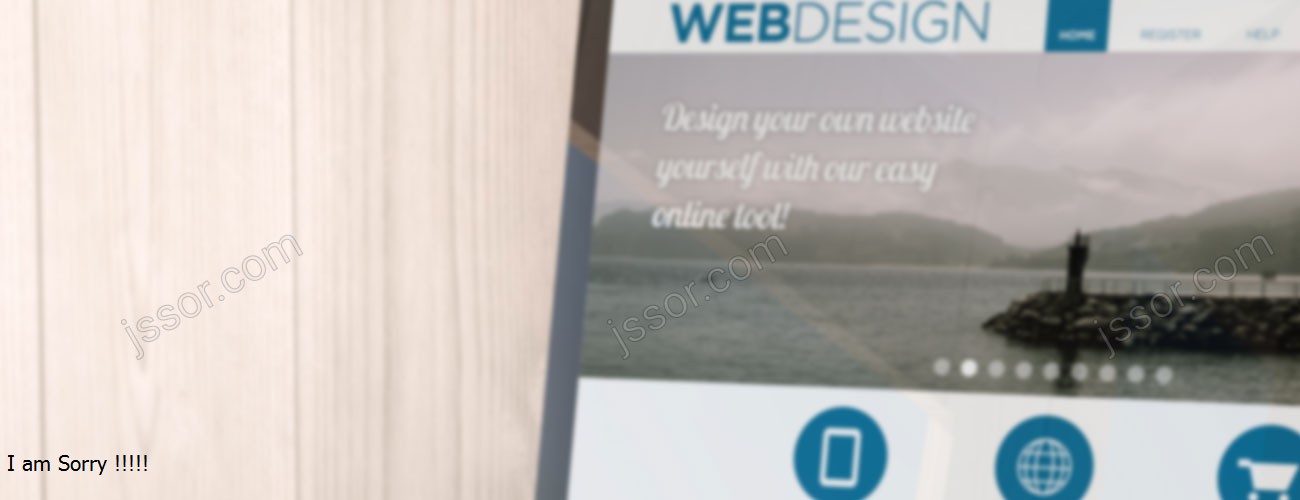 WEBDESIGN
HOME REGISTER HELP
Design your own website
yourself with our easy
online tool!
jssor.com jssor.com jssor.com
I am Sorry !!!!!